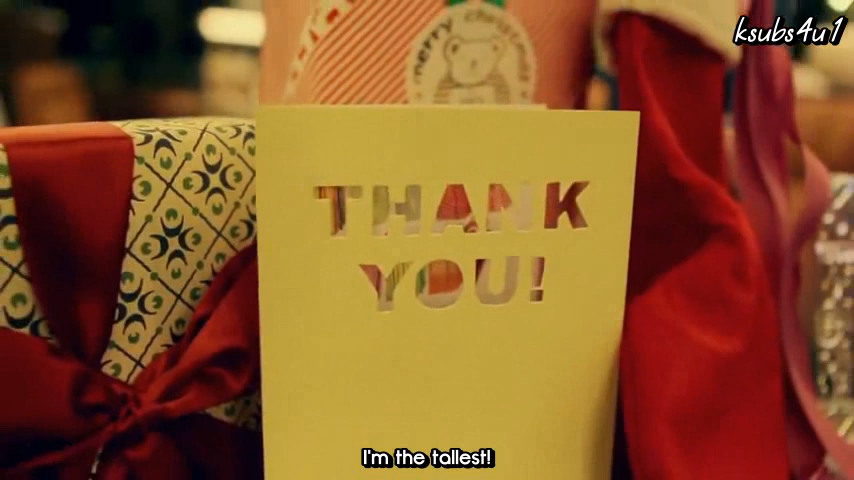 ksubs4u1
merry christmas
THANK
YOU!
I'm the tallest!